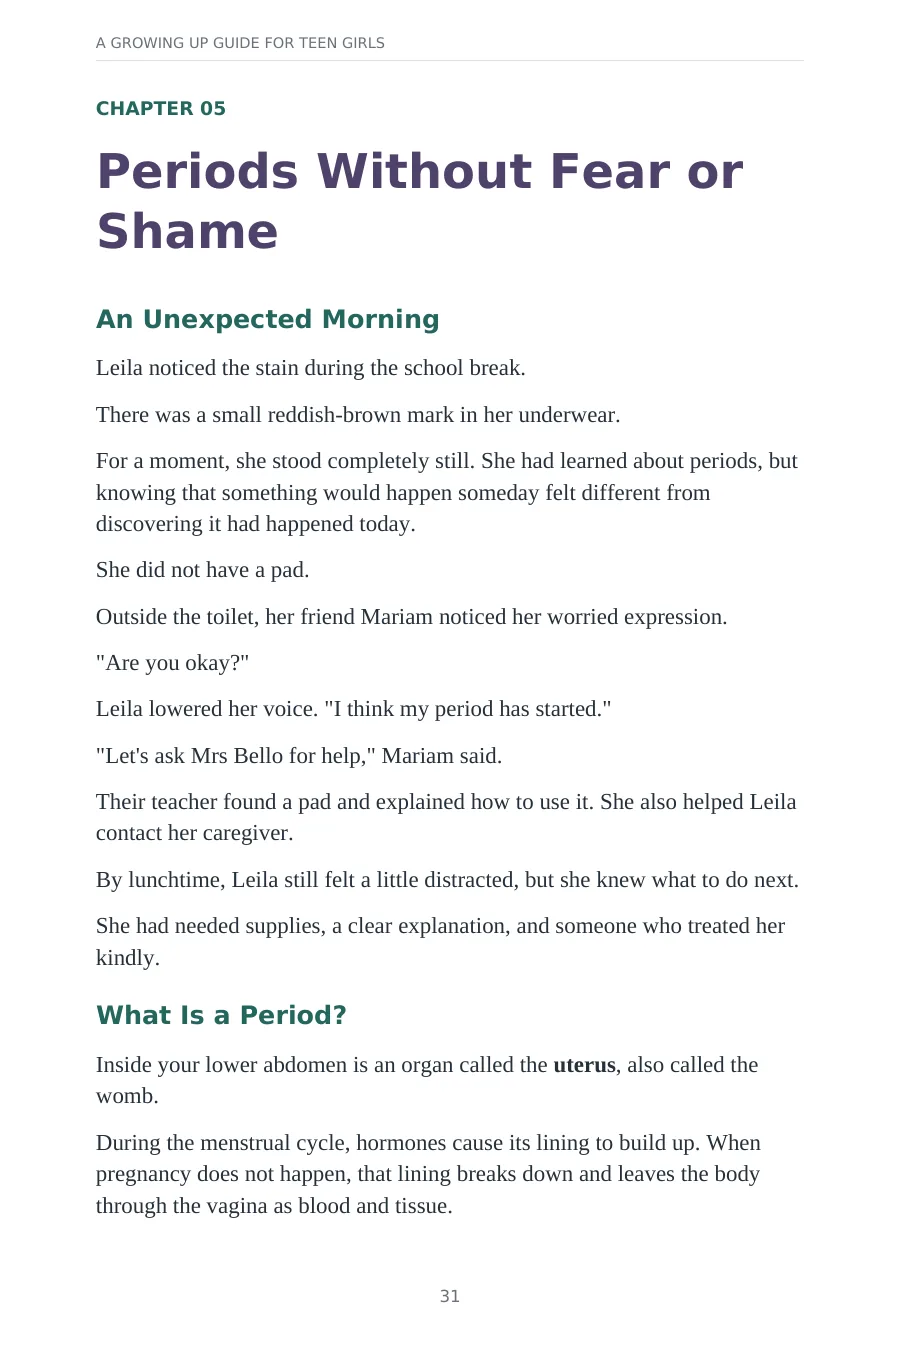 A GROWING UP GUIDE FOR TEEN GIRLS
CHAPTER 05
Periods Without Fear or
Shame
An Unexpected Morning
Leila noticed the stain during the school break.
There was a small reddish-brown mark in her underwear.
For a moment, she stood completely still. She had learned about periods, but
knowing that something would happen someday felt different from
discovering it had happened today.
She did not have a pad.
Outside the toilet, her friend Mariam noticed her worried expression.
"Are you okay?"
Leila lowered her voice. "I think my period has started."
"Let's ask Mrs Bello for help," Mariam said.
Their teacher found a pad and explained how to use it. She also helped Leila
contact her caregiver.
By lunchtime, Leila still felt a little distracted, but she knew what to do next.
She had needed supplies, a clear explanation, and someone who treated her
kindly.
What Is a Period?
Inside your lower abdomen is an organ called the uterus, also called the
womb.
During the menstrual cycle, hormones cause its lining to build up. When
pregnancy does not happen, that lining breaks down and leaves the body
through the vagina as blood and tissue.
31